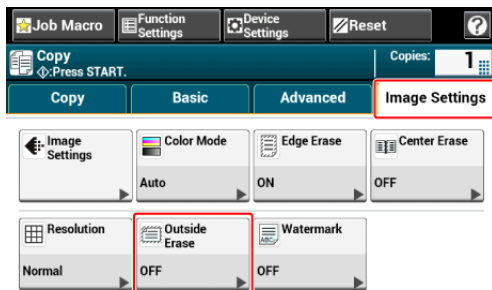 Job Macro
Function
Settings
Device
Settings
Reset
?
Copy
:Press START.
Copies:
1
Copy
Basic
Advanced
Image Settings
Image
Settings
Color Mode
Auto
Edge Erase
ON
Center Erase
OFF
Resolution
Normal
Outside
Erase
OFF
ABC
Watermark
OFF